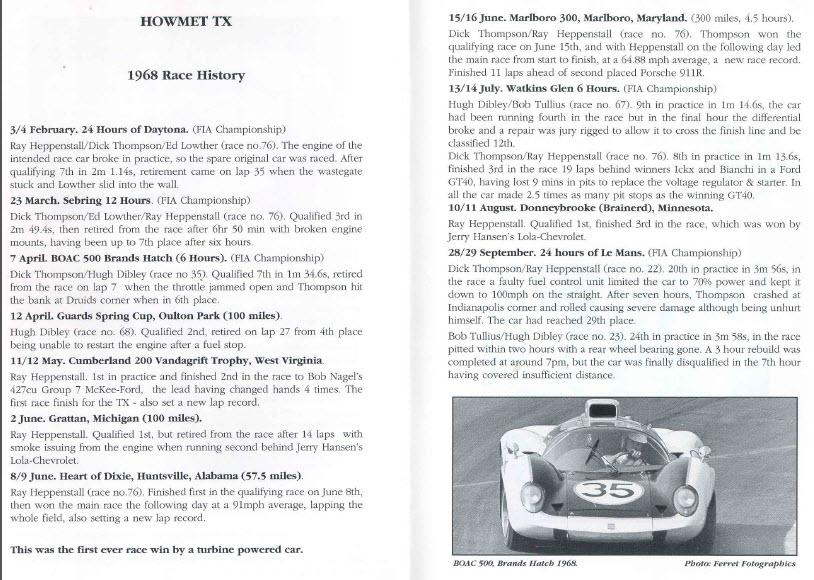 HOWMET TX
1968 Race History
3/4 February. 24 Hours of Daytona. (FIA Championship)
Ray Heppenstall/Dick Thompson/Ed Lowther (race no.76). The engine of the
intended race car broke in practice, so the spare original car was raced. After
qualifying 7th in 2m 1.14s, retirement came on lap 35 when the wastegate
stuck and Lowther slid into the wall.
23 March. Sebring 12 Hours. (FIA Championship)
Dick Thompson/Ed Lowther/Ray Heppenstall (race no. 76). Qualified 3rd in
2m 49.4s, then retired from the race after 6hr 50 min with broken engine
mounts, having been up to 7th place after six hours.
7 April. BOAC 500 Brands Hatch (6 Hours). (FIA Championship)
Dick Thompson/Hugh Dibley (race no 35). Qualified 7th in 1m 34.6s, retired
from the race on lap 7 when the throttle jammed open and Thompson hit
the bank at Druids corner when in 6th place.
12 April. Guards Spring Cup, Oulton Park (100 miles).
Hugh Dibley (race no. 68). Qualified 2nd, retired on lap 27 from 4th place
being unable to restart the engine after a fuel stop.
11/12 May. Cumberland 200 Vandagrift Trophy, West Virginia.
Ray Heppenstall. 1st in practice and finished 2nd in the race to Bob Nagel's
427cu Group 7 McKee-Ford, the lead having changed hands 4 times. The
first race finish for the TX - also set a new lap record.
2 June. Grattan, Michigan (100 miles).
Ray Heppenstall. Qualified 1st, but retired from the race after 14 laps with
smoke issuing from the engine when running second behind Jerry Hansen's
Lola-Chevrolet.
8/9 June. Heart of Dixie, Huntsville, Alabama (57.5 miles).
Ray Heppenstall (race no.76). Finished first in the qualifying race on June 8th,
then won the main race the following day at a 91mph average, lapping the
whole field, also setting a new lap record.
This was the first ever race win by a turbine powered car.
15/16 June. Marlboro 300, Marlboro, Maryland. (300 miles, 4.5 hours).
Dick Thompson/Ray Heppenstall (race no. 76). Thompson won the
qualifying race on June 15th, and with Heppenstall on the following day led
the main race from start to finish, at a 64.88 mph average, a new race record.
Finished 11 laps ahead of second placed Porsche 911R.
13/14 July. Watkins Glen 6 Hours. (FIA Championship)
Hugh Dibley/Bob Tullius (race no. 67). 9th in practice in 1m 14.6s, the car
had been running fourth in the race but in the final hour the differential
broke and a repair was jury rigged to allow it to cross the finish line and be
classified 12th.
Dick Thompson/Ray Heppenstall (race no. 76). 8th in practice in 1m 13.6s,
finished 3rd in the race 19 laps behind winners Ickx and Bianchi in a Ford
GT40, having lost 9 mins in pits to replace the voltage regulator & starter. In
all the car made 2.5 times as many pit stops as the winning GT40.
10/11 August. Donneybrooke (Brainerd), Minnesota.
Ray Heppenstall. Qualified 1st, finished 3rd in the race, which was won by
Jerry Hansen's Lola-Chevrolet.
28/29 September. 24 hours of Le Mans. (FIA Championship)
Dick Thompson/Ray Heppenstall (race no. 22). 20th in practice in 3m 56s, in
the race a faulty fuel control unit limited the car to 70% power and kept it
down to 100mph on the straight. After seven hours, Thompson crashed at
Indianapolis corner and rolled causing severe damage although being unhurt
himself. The car had reached 29th place.
Bob Tullius/Hugh Dibley (race no. 23). 24th in practice in 3m 58s, in the race
pitted within two hours with a rear wheel bearing gone. A 3 hour rebuild was
completed at around 7pm, but the car was finally disqualified in the 7th hour
having covered insufficient distance.
35
BOAC 500, Brands Hatch 1968. Photo: Ferret Fotographics